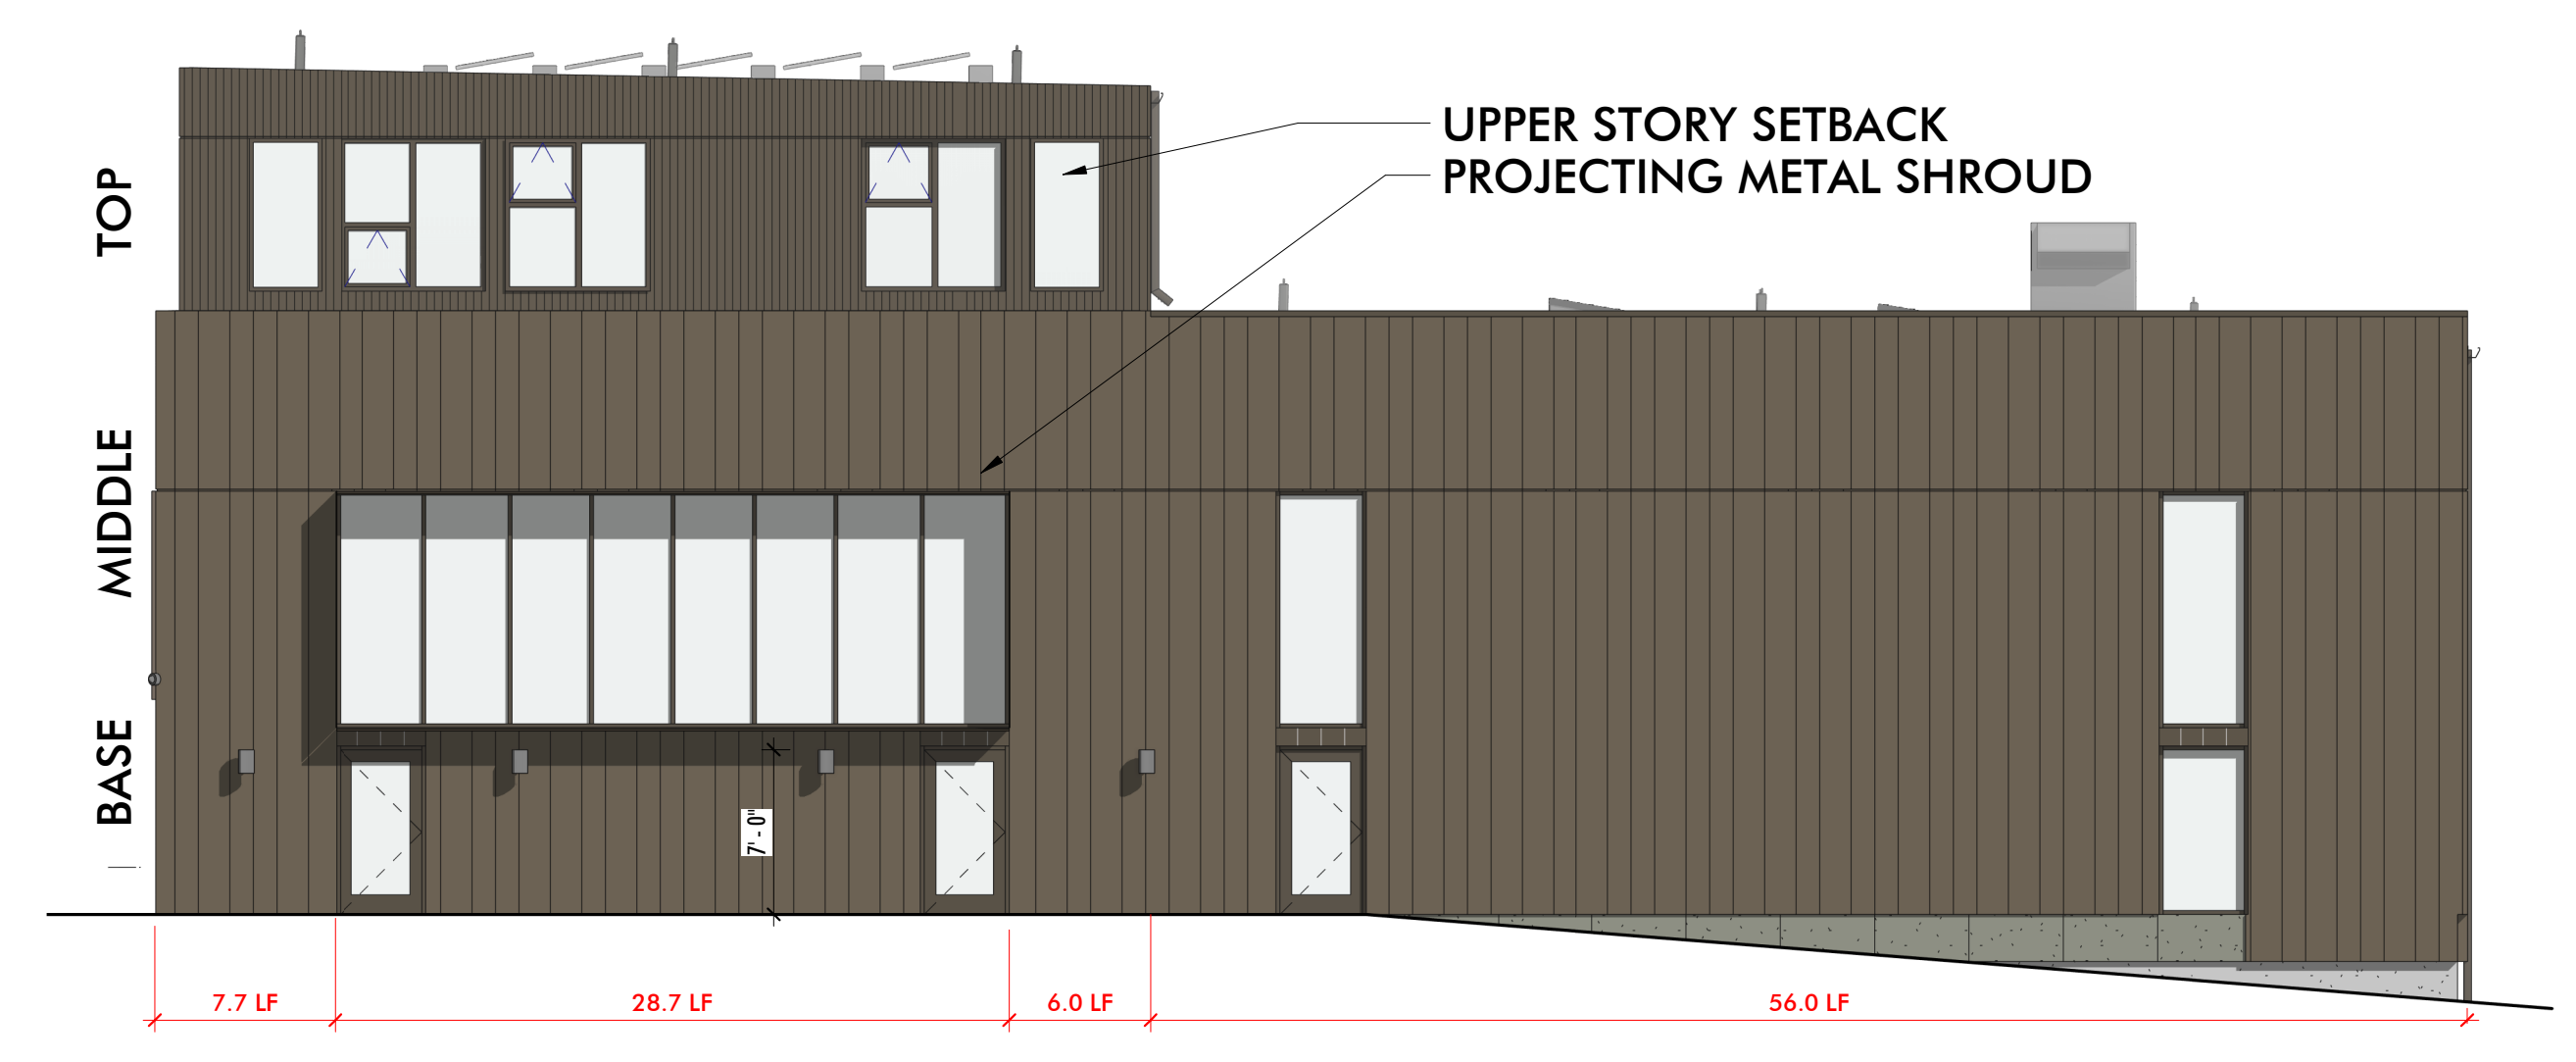 UPPER STORY SETBACK
PROJECTING METAL SHROUD
TOP
MIDDLE
BASE
7' - 0"
7.7 LF
28.7 LF
6.0 LF
56.0 LF